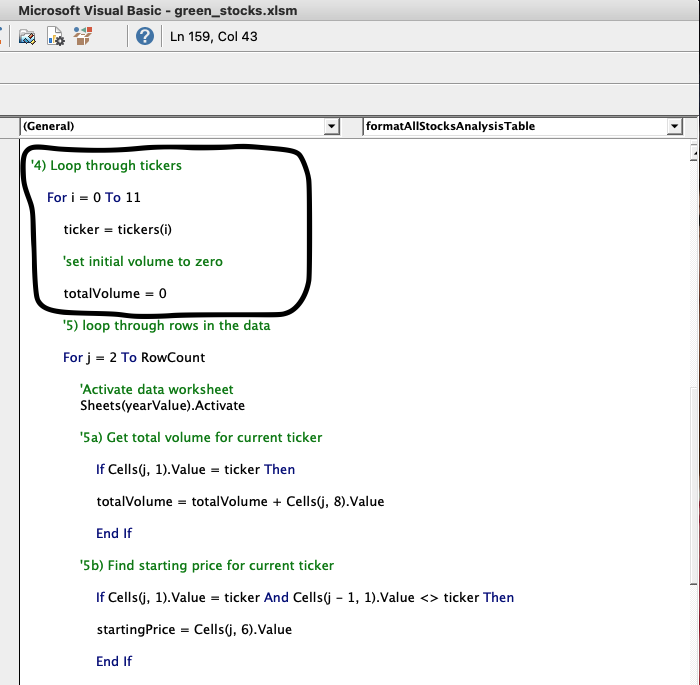 Microsoft Visual Basic - green_stocks.xlsm
Ln 159, Col 43
(General)
formatAllStocksAnalysisTable
'4) Loop through tickers
For i = 0 To 11
ticker = tickers(i)
'set initial volume to zero
totalVolume = 0
'5) loop through rows in the data
For j = 2 To RowCount
'Activate data worksheet
Sheets(yearValue).Activate
'5a) Get total volume for current ticker
If Cells(j, 1).Value = ticker Then
totalVolume = totalVolume + Cells(j, 8).Value
End If
'5b) Find starting price for current ticker
If Cells(j, 1).Value = ticker And Cells(j - 1, 1).Value <> ticker Then
startingPrice = Cells(j, 6).Value
End If